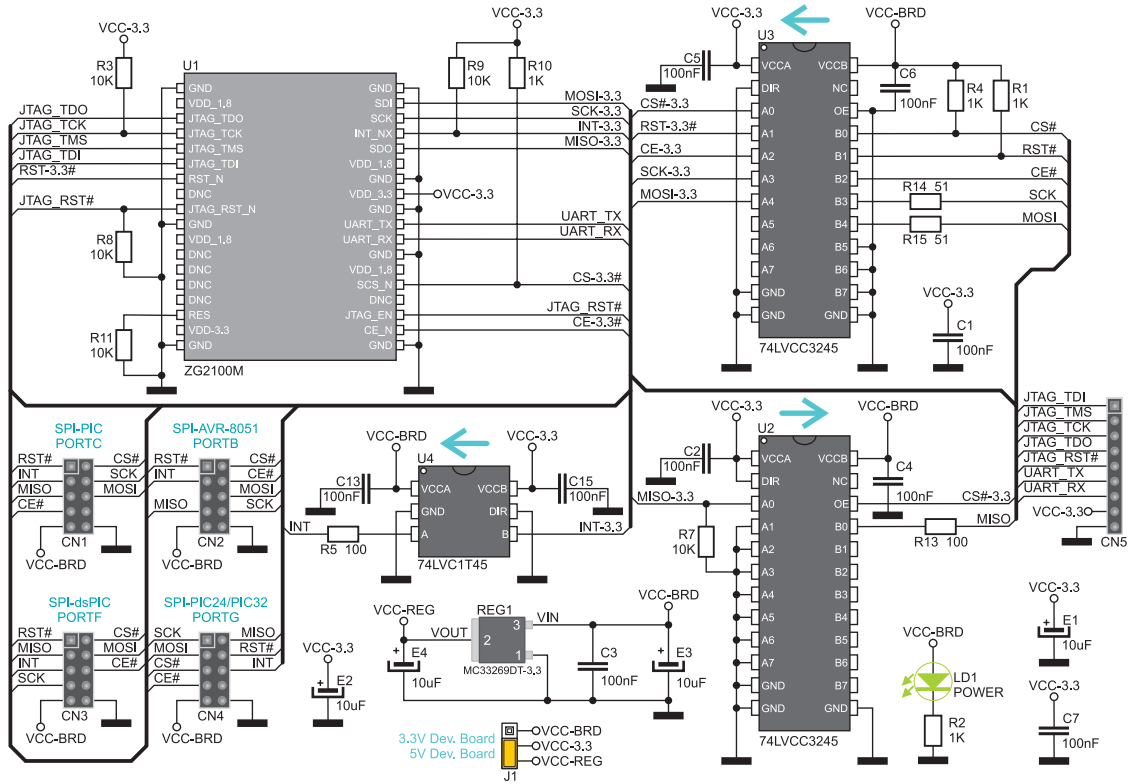 VCC-3.3
R3
10K
U1
GND
VDD_1,8
JTAG_TDO
JTAG_TCK
JTAG_TMS
JTAG_TDI
RST_N
DNC
JTAG_RST_N
GND
VDD_1,8
DNC
DNC
DNC
DNC
RES
VDD-3.3
GND
GND
SDI
SCK
INT_NX
SDO
VDD_1.8
GND
VDD_3.3
GND
UART_TX
UART_RX
GND
VDD_1.8
SCS_N
DNC
JTAG_EN
CE_N
GND
ZG2100M
JTAG_TDO
JTAG_TCK
JTAG_TMS
JTAG_TDI
RST-3.3#
JTAG_RST#
R8
10K
R11
10K
VCC-3.3
R9
10K
R10
1K
MOSI-3.3
SCK-3.3
INT-3.3
MISO-3.3
VCC-3.3
UART_TX
UART_RX
CS-3.3#
JTAG_RST#
CE-3.3#
VCC-3.3
VCC-BRD
C5
100nF
U3
VCCA
DIR
A0
A1
A2
A3
A4
A5
A6
A7
GND
GND
VCCB
NC
OE
B0
B1
B2
B3
B4
B5
B6
B7
GND
74LVCC3245
CS#-3.3
RST-3.3#
CE-3.3
SCK-3.3
MOSI-3.3
C6
100nF
R4
1K
R1
1K
CS#
RST#
CE#
R14 51
SCK
MOSI
R15 51
VCC-3.3
C1
100nF
SPI-PIC
PORTC
RST#
INT
MISO
CE#
CS#
SCK
MOSI
CN1
VCC-BRD
SPI-AVR-8051
PORTB
RST#
INT
MISO
CS#
CE#
MOSI
SCK
CN2
VCC-BRD
SPI-dsPIC
PORTF
RST#
MISO
INT
SCK
CS#
MOSI
CE#
CN3
VCC-BRD
SPI-PIC24/PIC32
PORTG
SCK
MOSI
CS#
CE#
MISO
RST#
INT
CN4
VCC-BRD
VCC-BRD
VCC-3.3
U4
C13
100nF
C15
100nF
VCCA
GND
A
VCCB
DIR
B
74LVC1T45
INT
R5 100
INT-3.3
VCC-3.3
VCC-BRD
U2
C2
100nF
VCCA
DIR
A0
A1
A2
A3
A4
A5
A6
A7
GND
GND
VCCB
NC
OE
B0
B1
B2
B3
B4
B5
B6
B7
GND
74LVCC3245
MISO-3.3
R7
10K
C4
100nF
CS#-3.3
MISO
R13 100
JTAG_TDI
JTAG_TMS
JTAG_TCK
JTAG_TDO
JTAG_RST#
UART_TX
UART_RX
VCC-3.3
CN5
VCC-3.3
E2
10uF
VCC-REG
VOUT
REG1
VIN
2
3
1
MC33269DT-3.3
E4
10uF
C3
100nF
VCC-BRD
E3
10uF
3.3V Dev. Board
5V Dev. Board
VCC-BRD
VCC-3.3
VCC-REG
J1
VCC-BRD
LD1
POWER
R2
1K
VCC-3.3
E1
10uF
VCC-3.3
C7
100nF